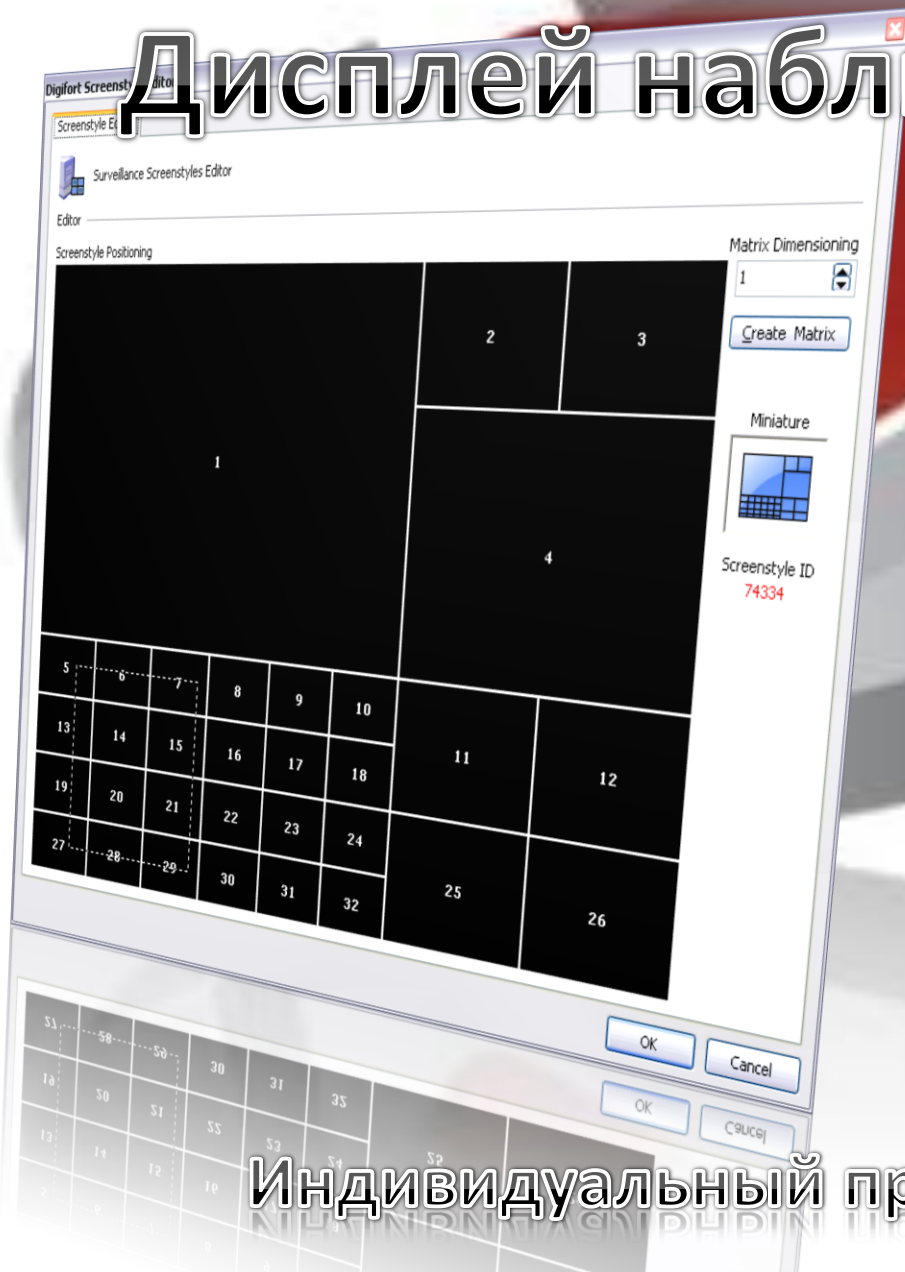 Дисплей набл
Digifort Screensty
Screenstyle E
Surveillance Screenstyles Editor
Editor
Screenstyle Positioning
Matrix Dimensioning
1
Create Matrix
Miniature
Screenstyle ID
74334
1
2
3
4
5 6 7 8 9 10
11 12
13 14 15 16 17 18
19 20 21 22 23 24
25 26
27 28 29 30 31 32
OK Cancel
Индивидуальный пр